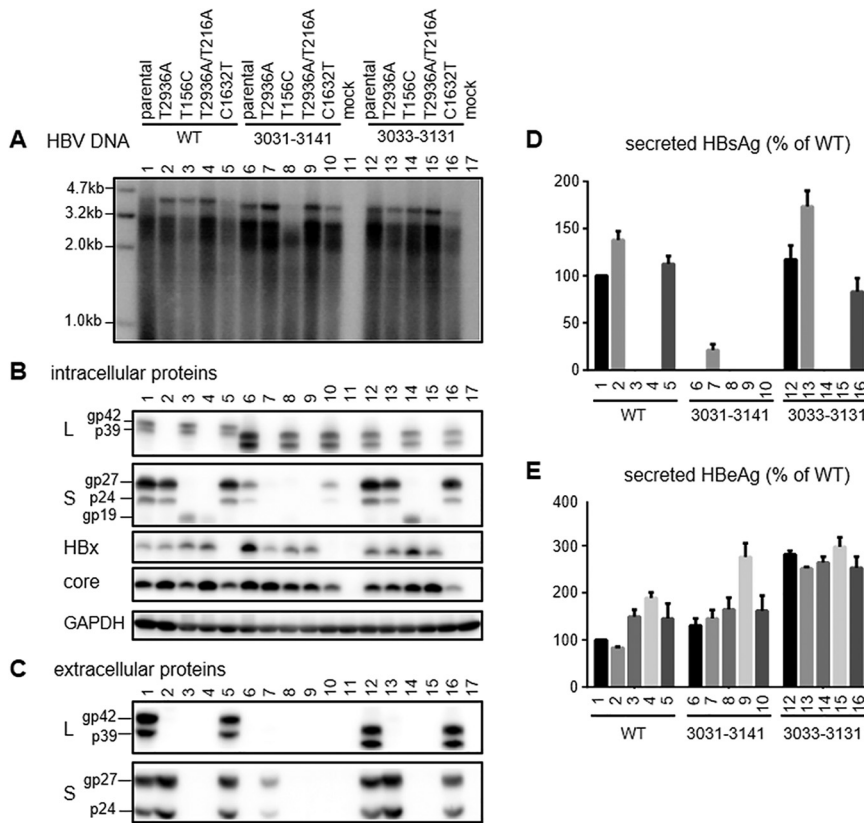 parental T2936A T156C T2936A/T216A C1632T parental T2936A T156C T2936A/T216A C1632T mock parental T2936A T156C T2936A/T216A C1632T mock
A HBV DNA WT 3031-3141 3033-3131
1 2 3 4 5 6 7 8 9 10 11 12 13 14 15 16 17
4.7kb
3.2kb
2.0kb
1.0kb
B intracellular proteins
1 2 3 4 5 6 7 8 9 10 11 12 13 14 15 16 17
gp42
L p39
gp27
S p24
gp19
HBx
core
GAPDH
C extracellular proteins
1 2 3 4 5 6 7 8 9 10 11 12 13 14 15 16 17
gp42
L p39
gp27
S
p24
D secreted HBsAg (% of WT)
200
150
100
50
0
1 2 3 4 5 6 7 8 9 10 12 13 14 15 16
WT 3031-3141 3033-3131
E secreted HBeAg (% of WT)
400
300
200
100
0
1 2 3 4 5 6 7 8 9 10 12 13 14 15 16
WT 3031-3141 3033-3131